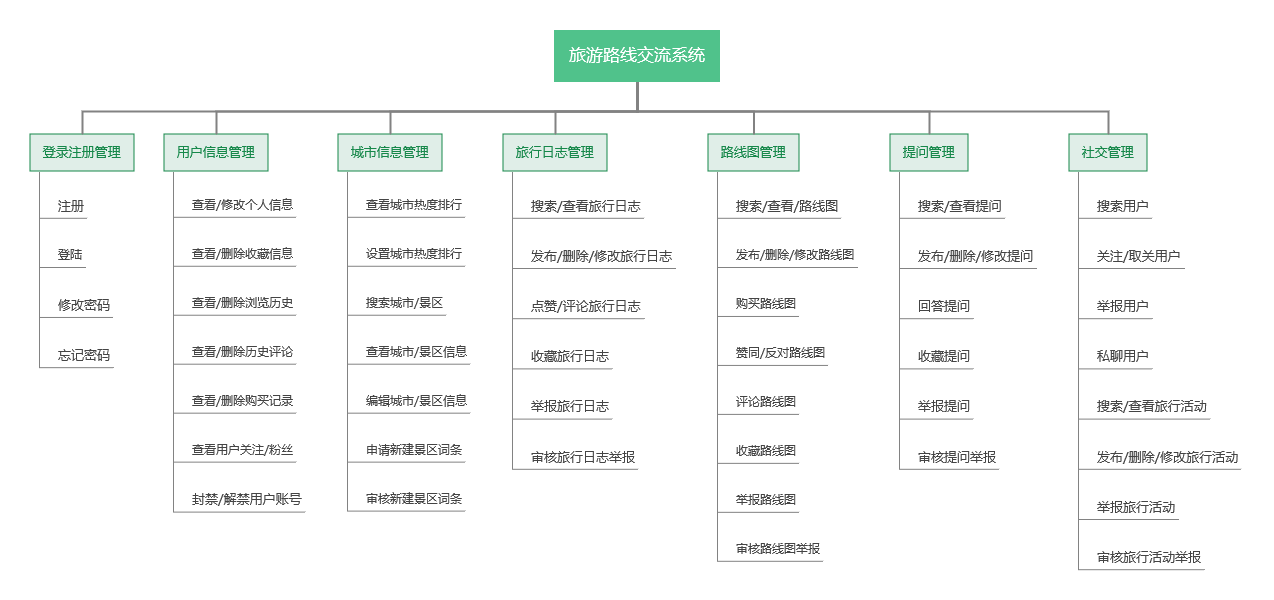 旅游路线交流系统
登录注册管理
注册
登陆
修改密码
忘记密码
用户信息管理
查看/修改个人信息
查看/删除收藏信息
查看/删除浏览历史
查看/删除历史评论
查看/删除购买记录
查看用户关注/粉丝
封禁/解禁用户账号
城市信息管理
查看城市热度排行
设置城市热度排行
搜索城市/景区
查看城市/景区信息
编辑城市/景区信息
申请新建景区词条
审核新建景区词条
旅行日志管理
搜索/查看旅行日志
发布/删除/修改旅行日志
点赞/评论旅行日志
收藏旅行日志
举报旅行日志
审核旅行日志举报
路线图管理
搜索/查看/路线图
发布/删除/修改路线图
购买路线图
赞同/反对路线图
评论路线图
收藏路线图
举报路线图
审核路线图举报
提问管理
搜索/查看提问
发布/删除/修改提问
回答提问
收藏提问
举报提问
审核提问举报
社交管理
搜索用户
关注/取关用户
举报用户
私聊用户
搜索/查看旅行活动
发布/删除/修改旅行活动
举报旅行活动
审核旅行活动举报